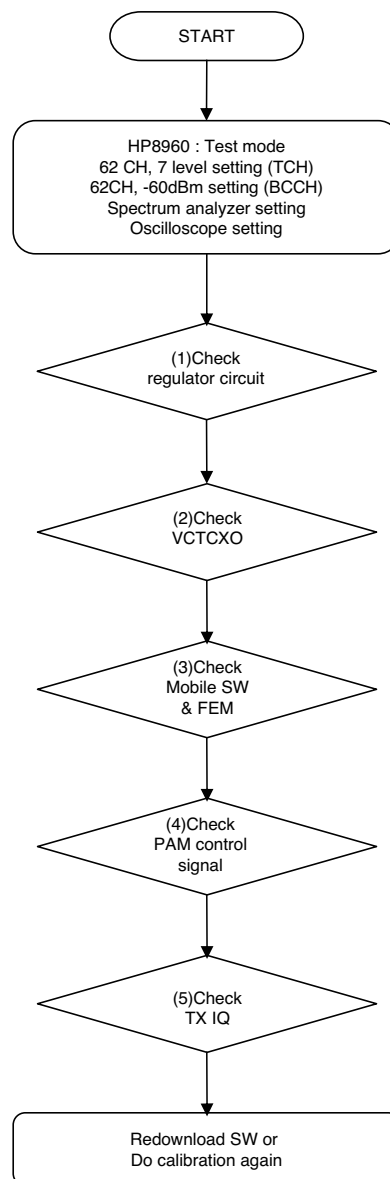 START
HP8960 : Test mode
62 CH, 7 level setting (TCH)
62CH, -60dBm setting (BCCH)
Spectrum analyzer setting
Oscilloscope setting
(1)Check
regulator circuit
(2)Check
VCTCXO
(3)Check
Mobile SW
& FEM
(4)Check
PAM control
signal
(5)Check
TX IQ
Redownload SW or
Do calibration again